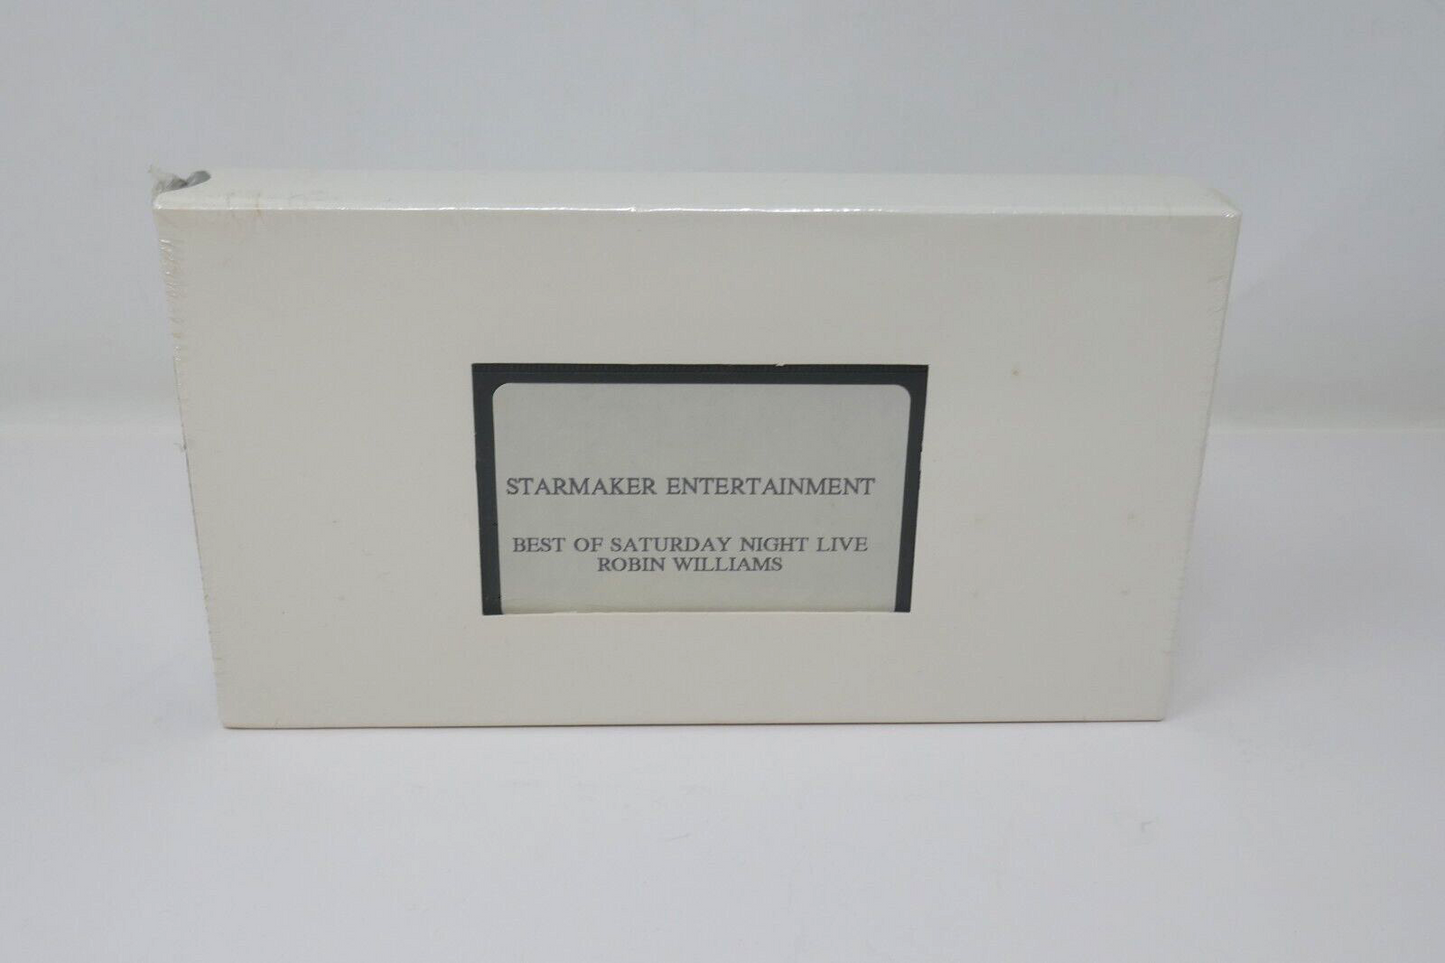 STARMAKER ENTERTAINMENT
BEST OF SATURDAY NIGHT LIVE
ROBIN WILLIAMS